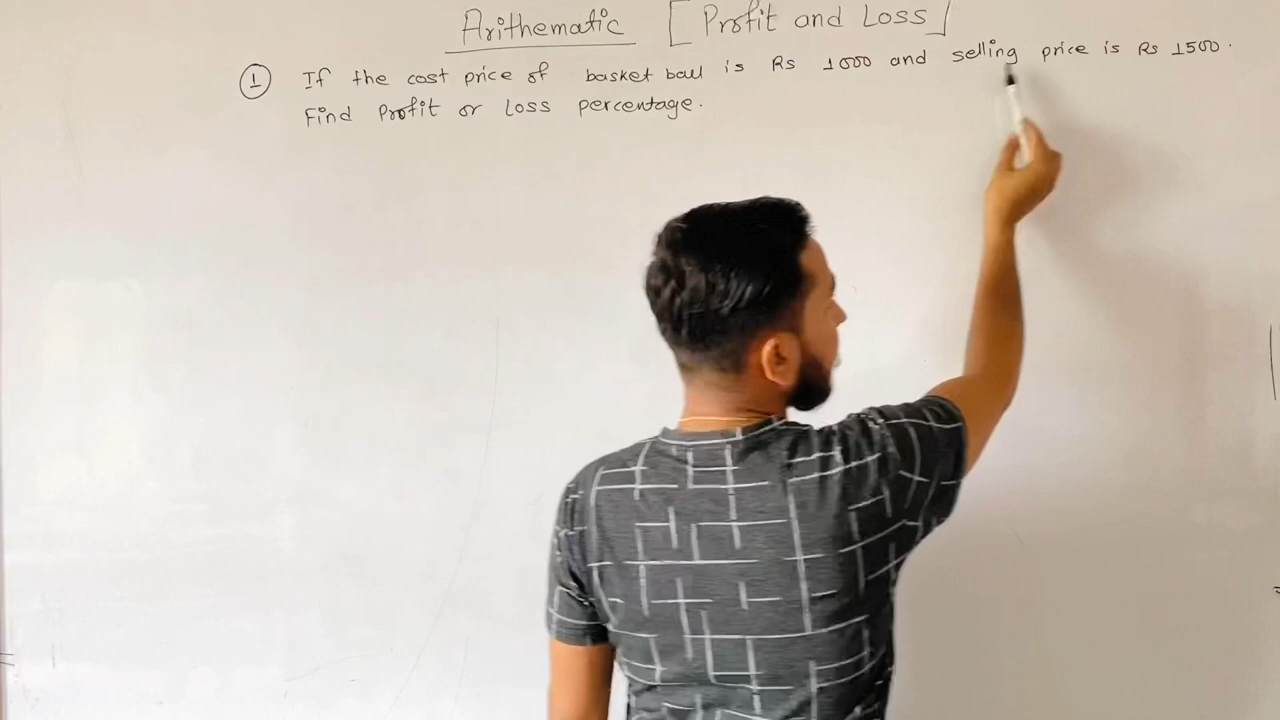 Arithematic [Profit and Loss]
① If the cost price of basket ball is Rs 1000 and selling price is Rs 1500.
Find Profit or Loss percentage.